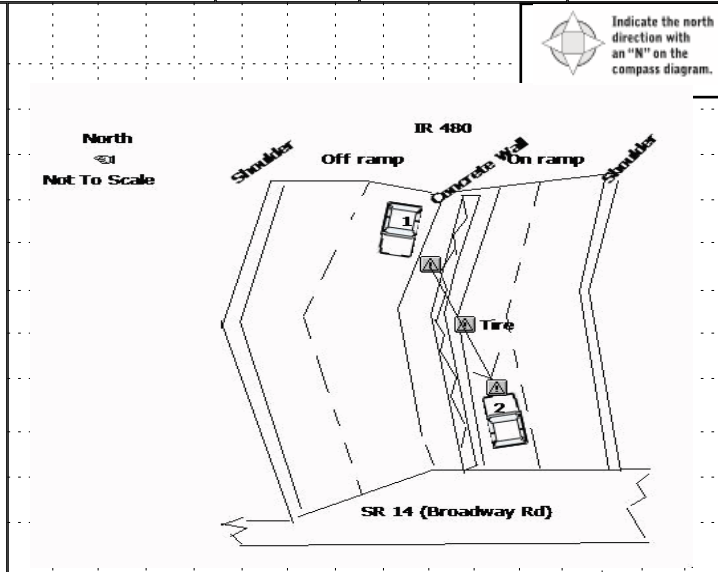 Indicate the north
direction with
an “N” on the
compass diagram.
IR 480
North
Not To Scale
Shoulder
Off ramp
Concrete Wall
On ramp
Shoulder
1
Tire
2
SR 14 (Broadway Rd)